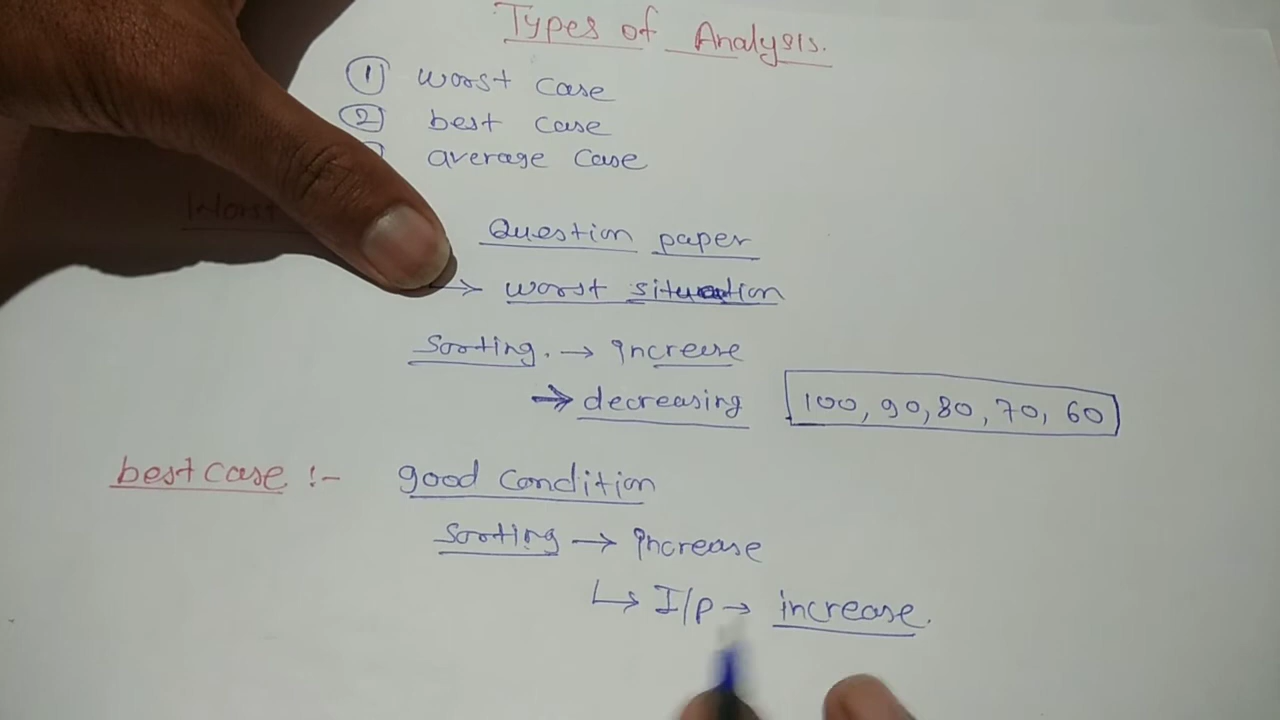 Types of Analysis.
① worst case
② best case
average case
Worst
Question paper
→ worst situation
Sorting. → increase
→ decreasing 100, 90, 80, 70, 60
best case :- good condition
Sorting → increase
↳ I/p → increase.